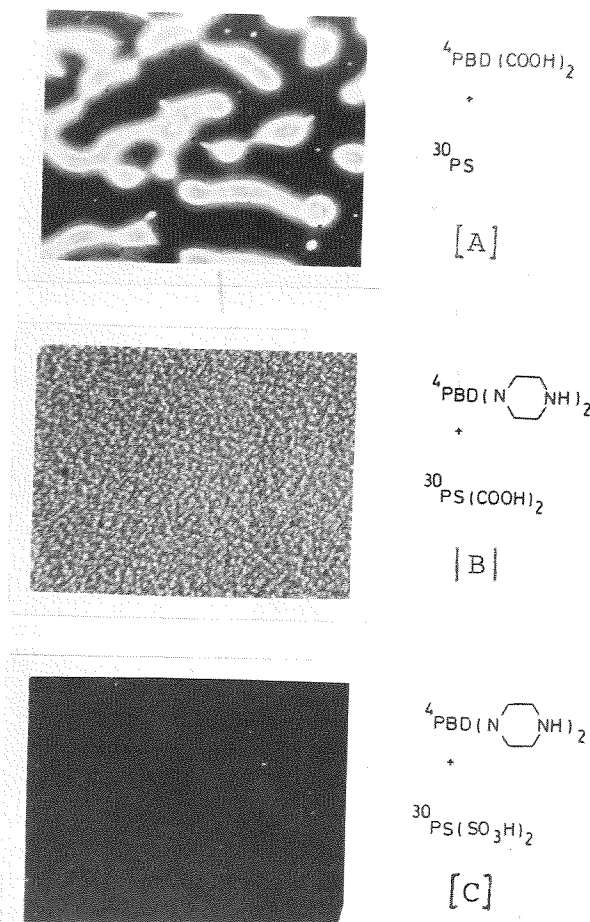 ⁴PBD(COOH)₂
+
³⁰PS
[A]
⁴PBD(N NH)₂
+
³⁰PS(COOH)₂
|B|
⁴PBD(N NH)₂
+
³⁰PS(SO₃H)₂
[C]